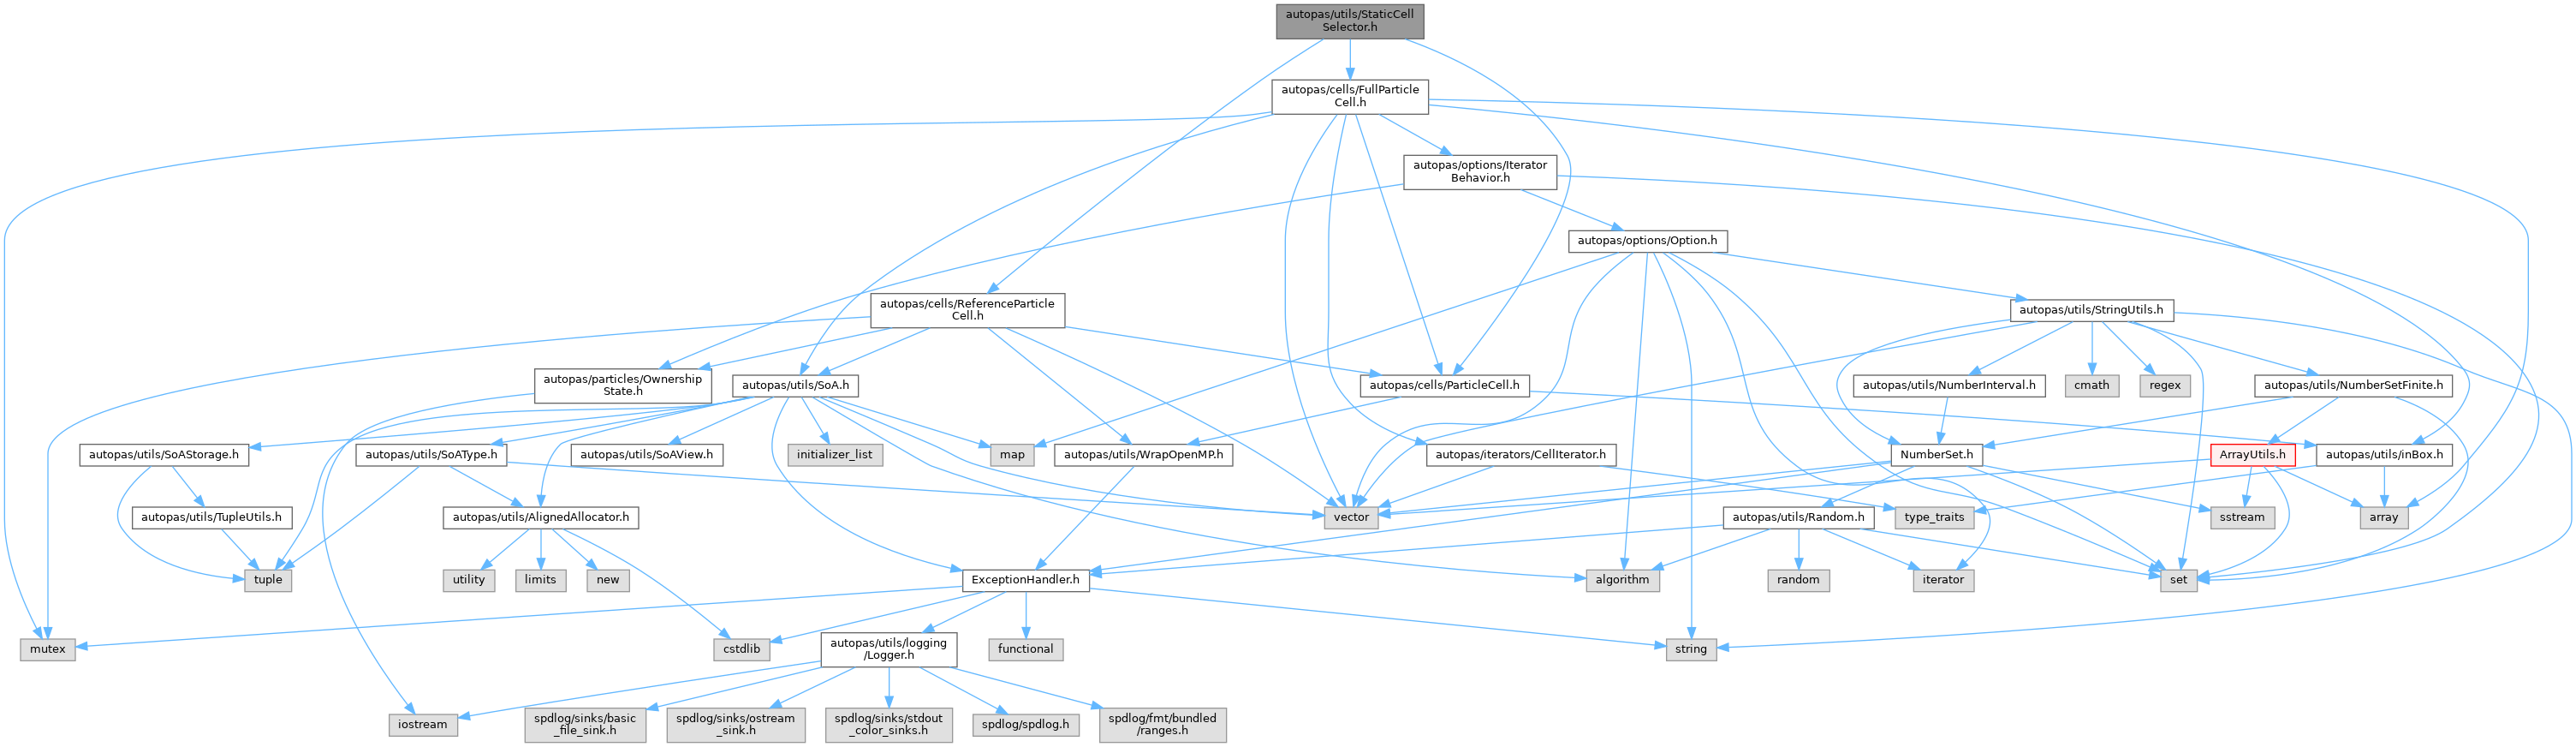 autopas/utils/StaticCell
Selector.h
autopas/cells/FullParticle
Cell.h
autopas/options/Iterator
Behavior.h
autopas/options/Option.h
autopas/cells/ReferenceParticle
Cell.h
autopas/utils/StringUtils.h
autopas/particles/Ownership
State.h
autopas/utils/SoA.h
autopas/cells/ParticleCell.h
autopas/utils/NumberInterval.h
cmath
regex
autopas/utils/NumberSetFinite.h
autopas/utils/SoAStorage.h
autopas/utils/SoAType.h
autopas/utils/SoAView.h
initializer_list
map
autopas/utils/WrapOpenMP.h
autopas/iterators/CellIterator.h
NumberSet.h
ArrayUtils.h
autopas/utils/inBox.h
autopas/utils/TupleUtils.h
autopas/utils/AlignedAllocator.h
vector
autopas/utils/Random.h
type_traits
sstream
array
tuple
utility
limits
new
ExceptionHandler.h
algorithm
random
iterator
set
mutex
cstdlib
autopas/utils/logging
/Logger.h
functional
string
iostream
spdlog/sinks/basic
_file_sink.h
spdlog/sinks/ostream
_sink.h
spdlog/sinks/stdout
_color_sinks.h
spdlog/spdlog.h
spdlog/fmt/bundled
/ranges.h